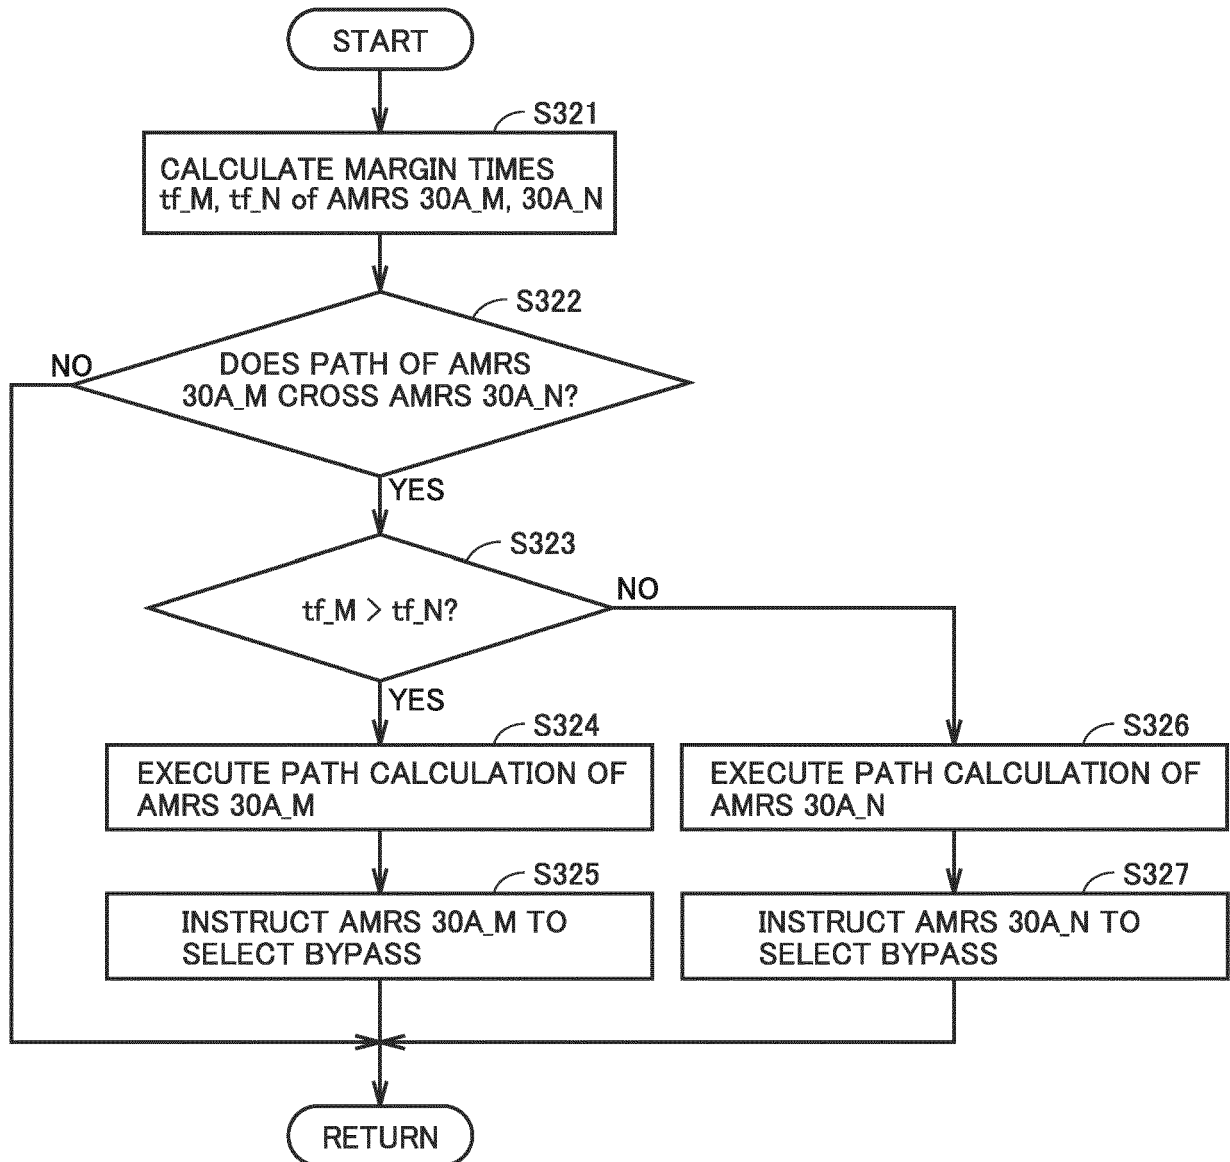 START
S321
CALCULATE MARGIN TIMES
tf_M, tf_N of AMRS 30A_M, 30A_N
S322
DOES PATH OF AMRS
30A_M CROSS AMRS 30A_N?
NO
YES
S323
tf_M > tf_N?
NO
YES
S324
EXECUTE PATH CALCULATION OF
AMRS 30A_M
S326
EXECUTE PATH CALCULATION OF
AMRS 30A_N
S325
INSTRUCT AMRS 30A_M TO
SELECT BYPASS
S327
INSTRUCT AMRS 30A_N TO
SELECT BYPASS
RETURN